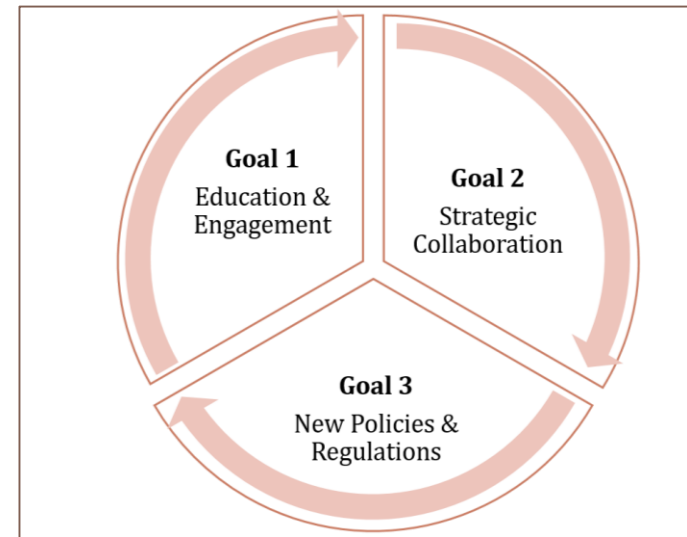 Goal 1
Education &
Engagement
Goal 2
Strategic
Collaboration
Goal 3
New Policies &
Regulations